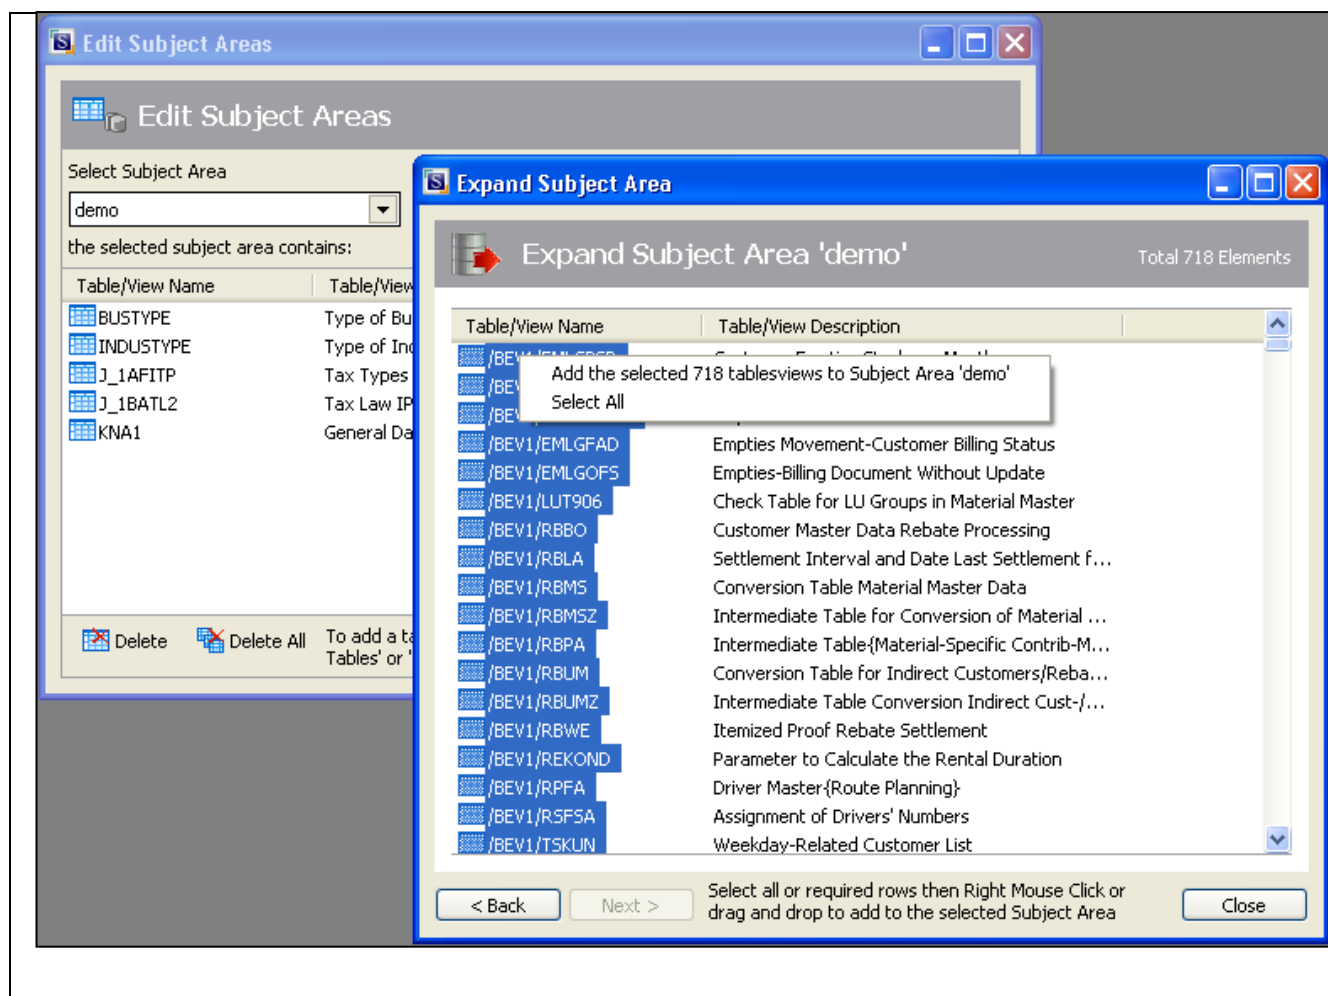 Edit Subject Areas
Edit Subject Areas
Select Subject Area
demo
the selected subject area contains:
Table/View Name Table/View
BUSTYPE Type of Bu
INDUSTYPE Type of Ind
J_1AFITP Tax Types
J_1BATL2 Tax Law IP
KNA1 General Da
Delete Delete All To add a ta
Tables' or '
Expand Subject Area
Expand Subject Area 'demo' Total 718 Elements
Table/View Name Table/View Description
Add the selected 718 tablesviews to Subject Area 'demo'
Select All
/BEV1/EMLGFAD Empties Movement-Customer Billing Status
/BEV1/EMLGOFS Empties-Billing Document Without Update
/BEV1/LUT906 Check Table for LU Groups in Material Master
/BEV1/RBBO Customer Master Data Rebate Processing
/BEV1/RBLA Settlement Interval and Date Last Settlement f...
/BEV1/RBMS Conversion Table Material Master Data
/BEV1/RBMSZ Intermediate Table for Conversion of Material ...
/BEV1/RBPA Intermediate Table{Material-Specific Contrib-M...
/BEV1/RBUM Conversion Table for Indirect Customers/Reba...
/BEV1/RBUMZ Intermediate Table Conversion Indirect Cust-/...
/BEV1/RBWE Itemized Proof Rebate Settlement
/BEV1/REKOND Parameter to Calculate the Rental Duration
/BEV1/RPFA Driver Master{Route Planning}
/BEV1/RSFSA Assignment of Drivers' Numbers
/BEV1/TSKUN Weekday-Related Customer List
< Back Next > Select all or required rows then Right Mouse Click or
drag and drop to add to the selected Subject Area Close